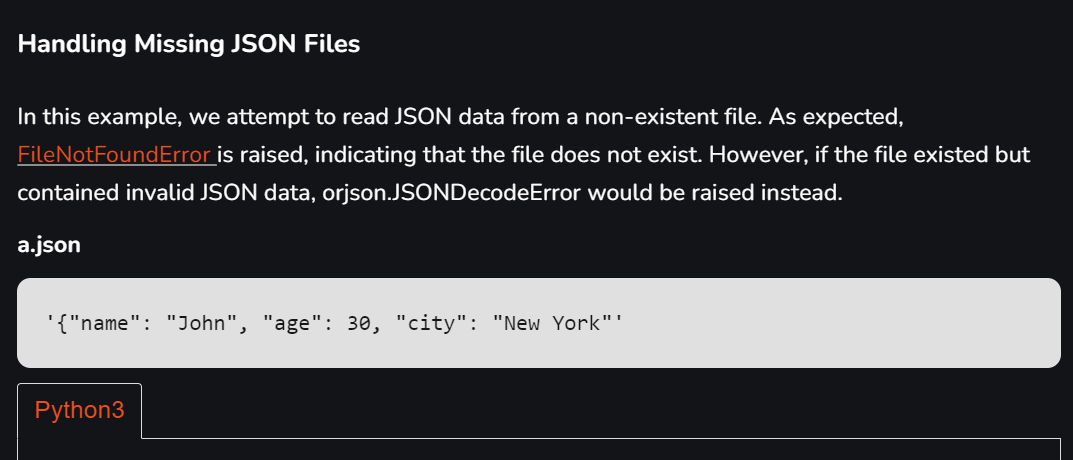 Handling Missing JSON Files
In this example, we attempt to read JSON data from a non-existent file. As expected,
FileNotFoundError is raised, indicating that the file does not exist. However, if the file existed but
contained invalid JSON data, orjson.JSONDecodeError would be raised instead.
a.json
'{"name": "John", "age": 30, "city": "New York"'
Python3